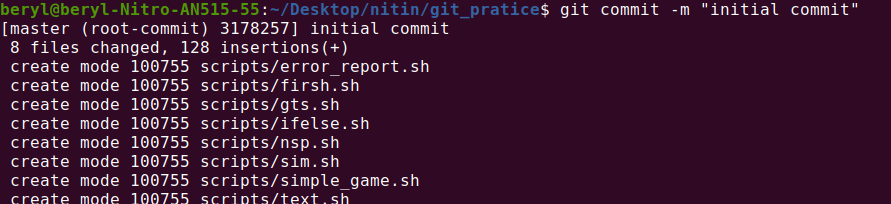 beryl@beryl-Nitro-AN515-55:~/Desktop/nitin/git_pratice$ git commit -m "initial commit"
[master (root-commit) 3178257] initial commit
 8 files changed, 128 insertions(+)
 create mode 100755 scripts/error_report.sh
 create mode 100755 scripts/firsh.sh
 create mode 100755 scripts/gts.sh
 create mode 100755 scripts/ifelse.sh
 create mode 100755 scripts/nsp.sh
 create mode 100755 scripts/sim.sh
 create mode 100755 scripts/simple_game.sh
 create mode 100755 scripts/text.sh